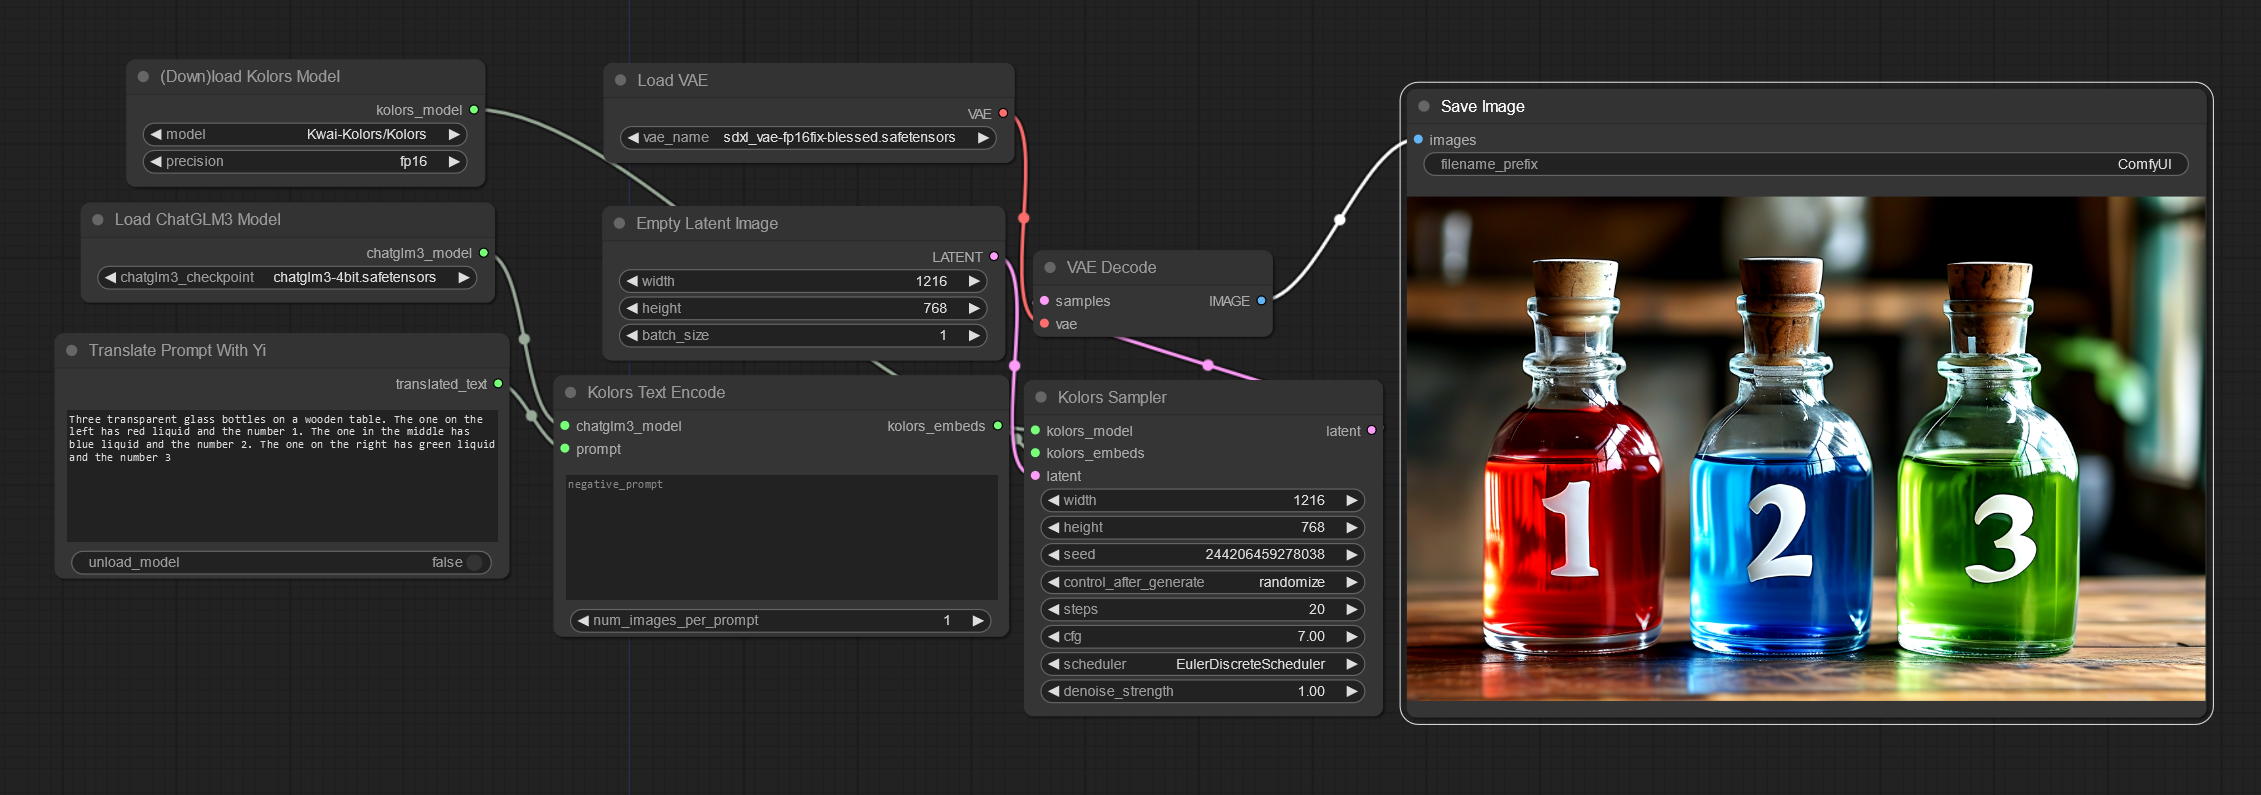 (Down)load Kolors Model
kolors_model
model Kwai-Kolors/Kolors
precision fp16
Load ChatGLM3 Model
chatglm3_model
chatglm3_checkpoint chatglm3-4bit.safetensors
Translate Prompt With Yi
translated_text
Three transparent glass bottles on a wooden table. The one on the
left has red liquid and the number 1. The one in the middle has
blue liquid and the number 2. The one on the right has green liquid
and the number 3
unload_model false
Load VAE
VAE
vae_name sdxl_vae-fp16fix-blessed.safetensors
Empty Latent Image
LATENT
width 1216
height 768
batch_size 1
Kolors Text Encode
chatglm3_model kolors_embeds
prompt
negative_prompt
num_images_per_prompt 1
VAE Decode
samples IMAGE
vae
Kolors Sampler
kolors_model latent
kolors_embeds
latent
width 1216
height 768
seed 244206459278038
control_after_generate randomize
steps 20
cfg 7.00
scheduler EulerDiscreteScheduler
denoise_strength 1.00
Save Image
images
filename_prefix ComfyUI
1 2 3